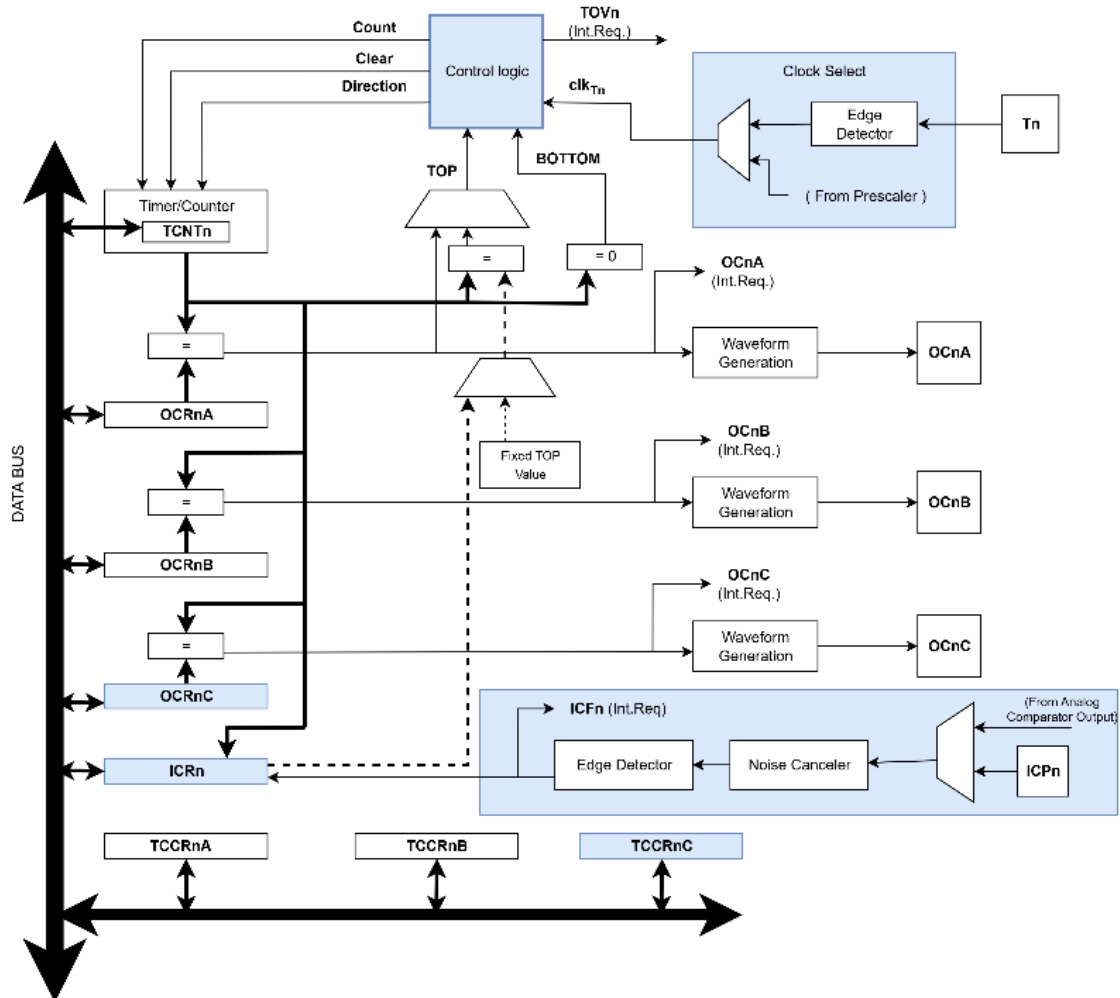 Count
Clear
Direction
Control logic
TOVn
(Int.Req.)
clkTn
Clock Select
Edge
Detector
Tn
( From Prescaler )
TOP
BOTTOM
Timer/Counter
TCNTn
=
= 0
OCnA
(Int.Req.)
=
Waveform
Generation
OCnA
OCRnA
Fixed TOP
Value
OCnB
(Int.Req.)
=
Waveform
Generation
OCnB
OCRnB
DATA BUS
OCnC
(Int.Req.)
=
Waveform
Generation
OCnC
OCRnC
ICRn
ICFn (Int.Req)
Edge Detector
Noise Canceler
(From Analog
Comparator Output)
ICPn
TCCRnA
TCCRnB
TCCRnC